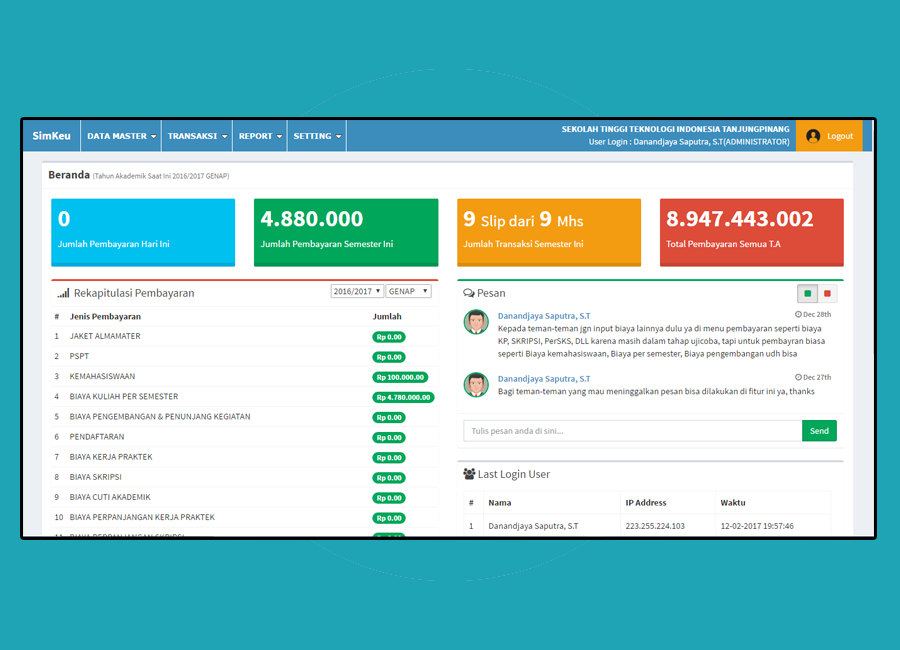 SimKeu
DATA MASTER
TRANSAKSI
REPORT
SETTING
SEKOLAH TINGGI TEKNOLOGI INDONESIA TANJUNGPINANG
User Login : Danandjaya Saputra, S.T(ADMINISTRATOR)
Logout
Beranda (Tahun Akademik Saat Ini 2016/2017 GENAP)
0
Jumlah Pembayaran Hari Ini
4.880.000
Jumlah Pembayaran Semester Ini
9 Slip dari 9 Mhs
Jumlah Transaksi Semester Ini
8.947.443.002
Total Pembayaran Semua T.A
Rekapitulasi Pembayaran
2016/2017
GENAP
# Jenis Pembayaran Jumlah
1 JAKET ALMAMATER Rp 0.00
2 PSPT Rp 0.00
3 KEMAHASISWAAN Rp 100.000.00
4 BIAYA KULIAH PER SEMESTER Rp 4.780.000.00
5 BIAYA PENGEMBANGAN & PENUNJANG KEGIATAN Rp 0.00
6 PENDAFTARAN Rp 0.00
7 BIAYA KERJA PRAKTEK Rp 0.00
8 BIAYA SKRIPSI Rp 0.00
9 BIAYA CUTI AKADEMIK Rp 0.00
10 BIAYA PERPANJANGAN KERJA PRAKTEK Rp 0.00
Pesan
Danandjaya Saputra, S.T Dec 28th
Kepada teman-teman jgn input biaya lainnya dulu ya di menu pembayaran seperti biaya
KP, SKRIPSI, PerSKS, DLL karena masih dalam tahap ujicoba, tapi untuk pembayran biasa
seperti Biaya kemahasiswaan, Biaya per semester, Biaya pengembangan udh bisa
Danandjaya Saputra, S.T Dec 27th
Bagi teman-teman yang mau meninggalkan pesan bisa dilakukan di fitur ini ya, thanks
Tulis pesan anda di sini...
Send
Last Login User
# Nama IP Address Waktu
1 Danandjaya Saputra, S.T 223.255.224.103 12-02-2017 19:57:46